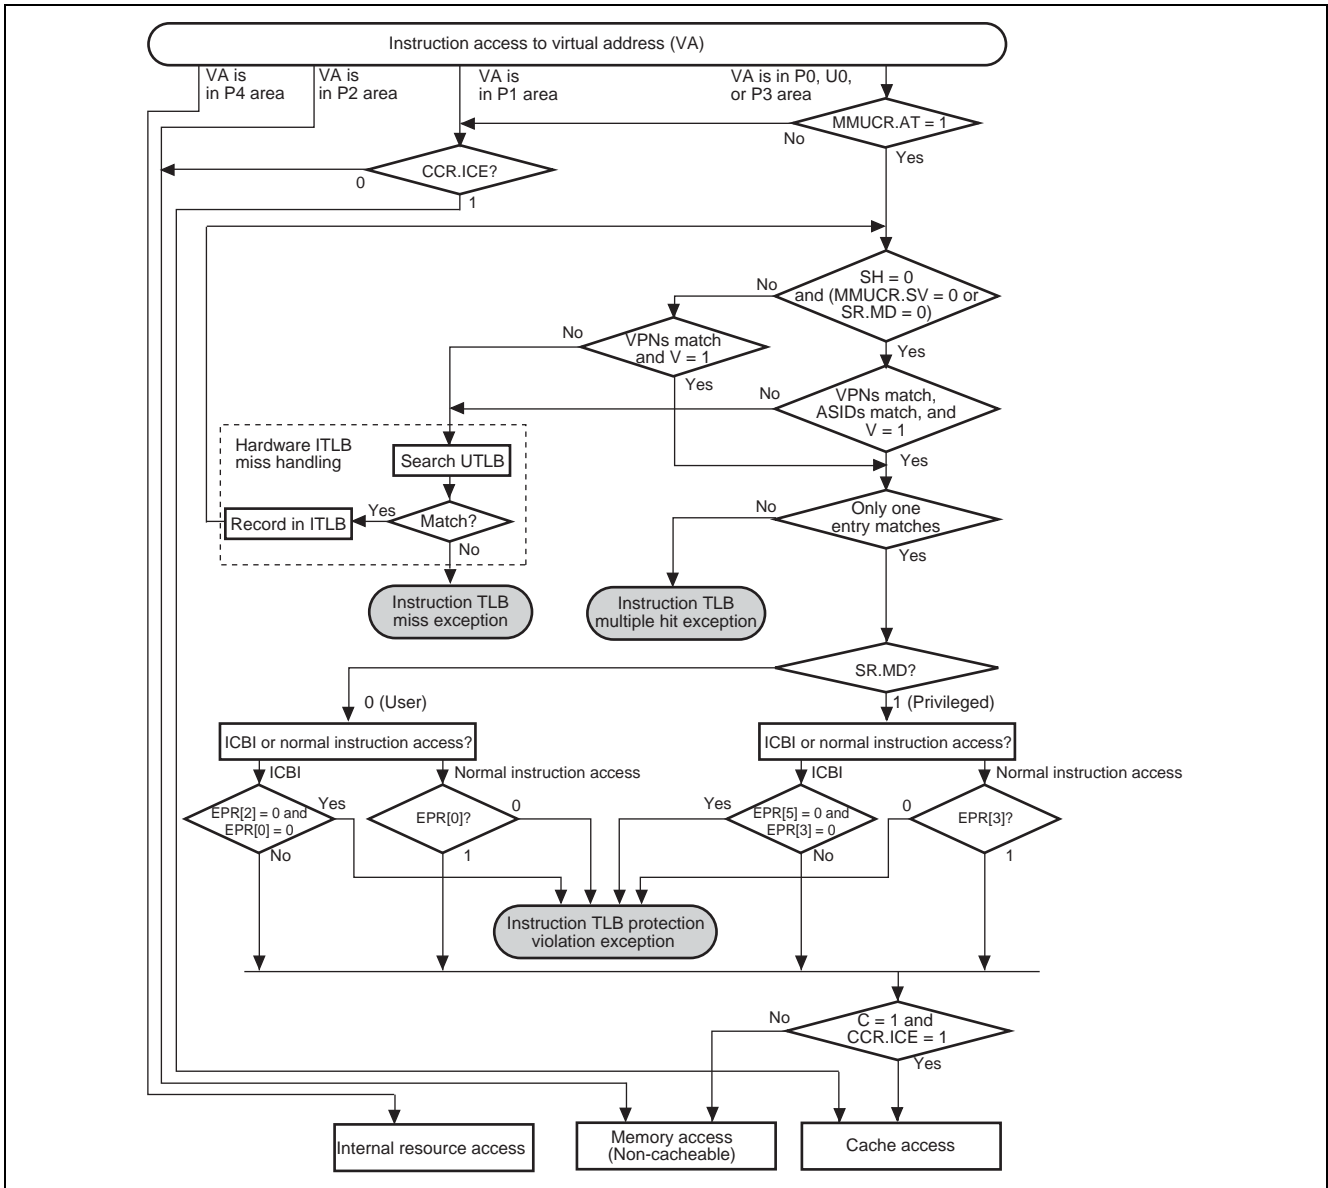 Instruction access to virtual address (VA)
VA is
in P4 area
VA is
in P2 area
VA is
in P1 area
VA is in P0, U0,
or P3 area
MMUCR.AT = 1
No
Yes
CCR.ICE?
0
1
SH = 0
and (MMUCR.SV = 0 or
SR.MD = 0)
No
Yes
VPNs match
and V = 1
No
Yes
VPNs match,
ASIDs match, and
V = 1
No
Yes
Hardware ITLB
miss handling
Search UTLB
Match?
Yes
No
Record in ITLB
Only one
entry matches
No
Yes
Instruction TLB
miss exception
Instruction TLB
multiple hit exception
SR.MD?
0 (User)
1 (Privileged)
ICBI or normal instruction access?
ICBI or normal instruction access?
ICBI
Normal instruction access
ICBI
Normal instruction access
EPR[2] = 0 and
EPR[0] = 0
Yes
No
EPR[0]?
0
1
EPR[5] = 0 and
EPR[3] = 0
Yes
No
EPR[3]?
0
1
Instruction TLB protection
violation exception
C = 1 and
CCR.ICE = 1
No
Yes
Internal resource access
Memory access
(Non-cacheable)
Cache access